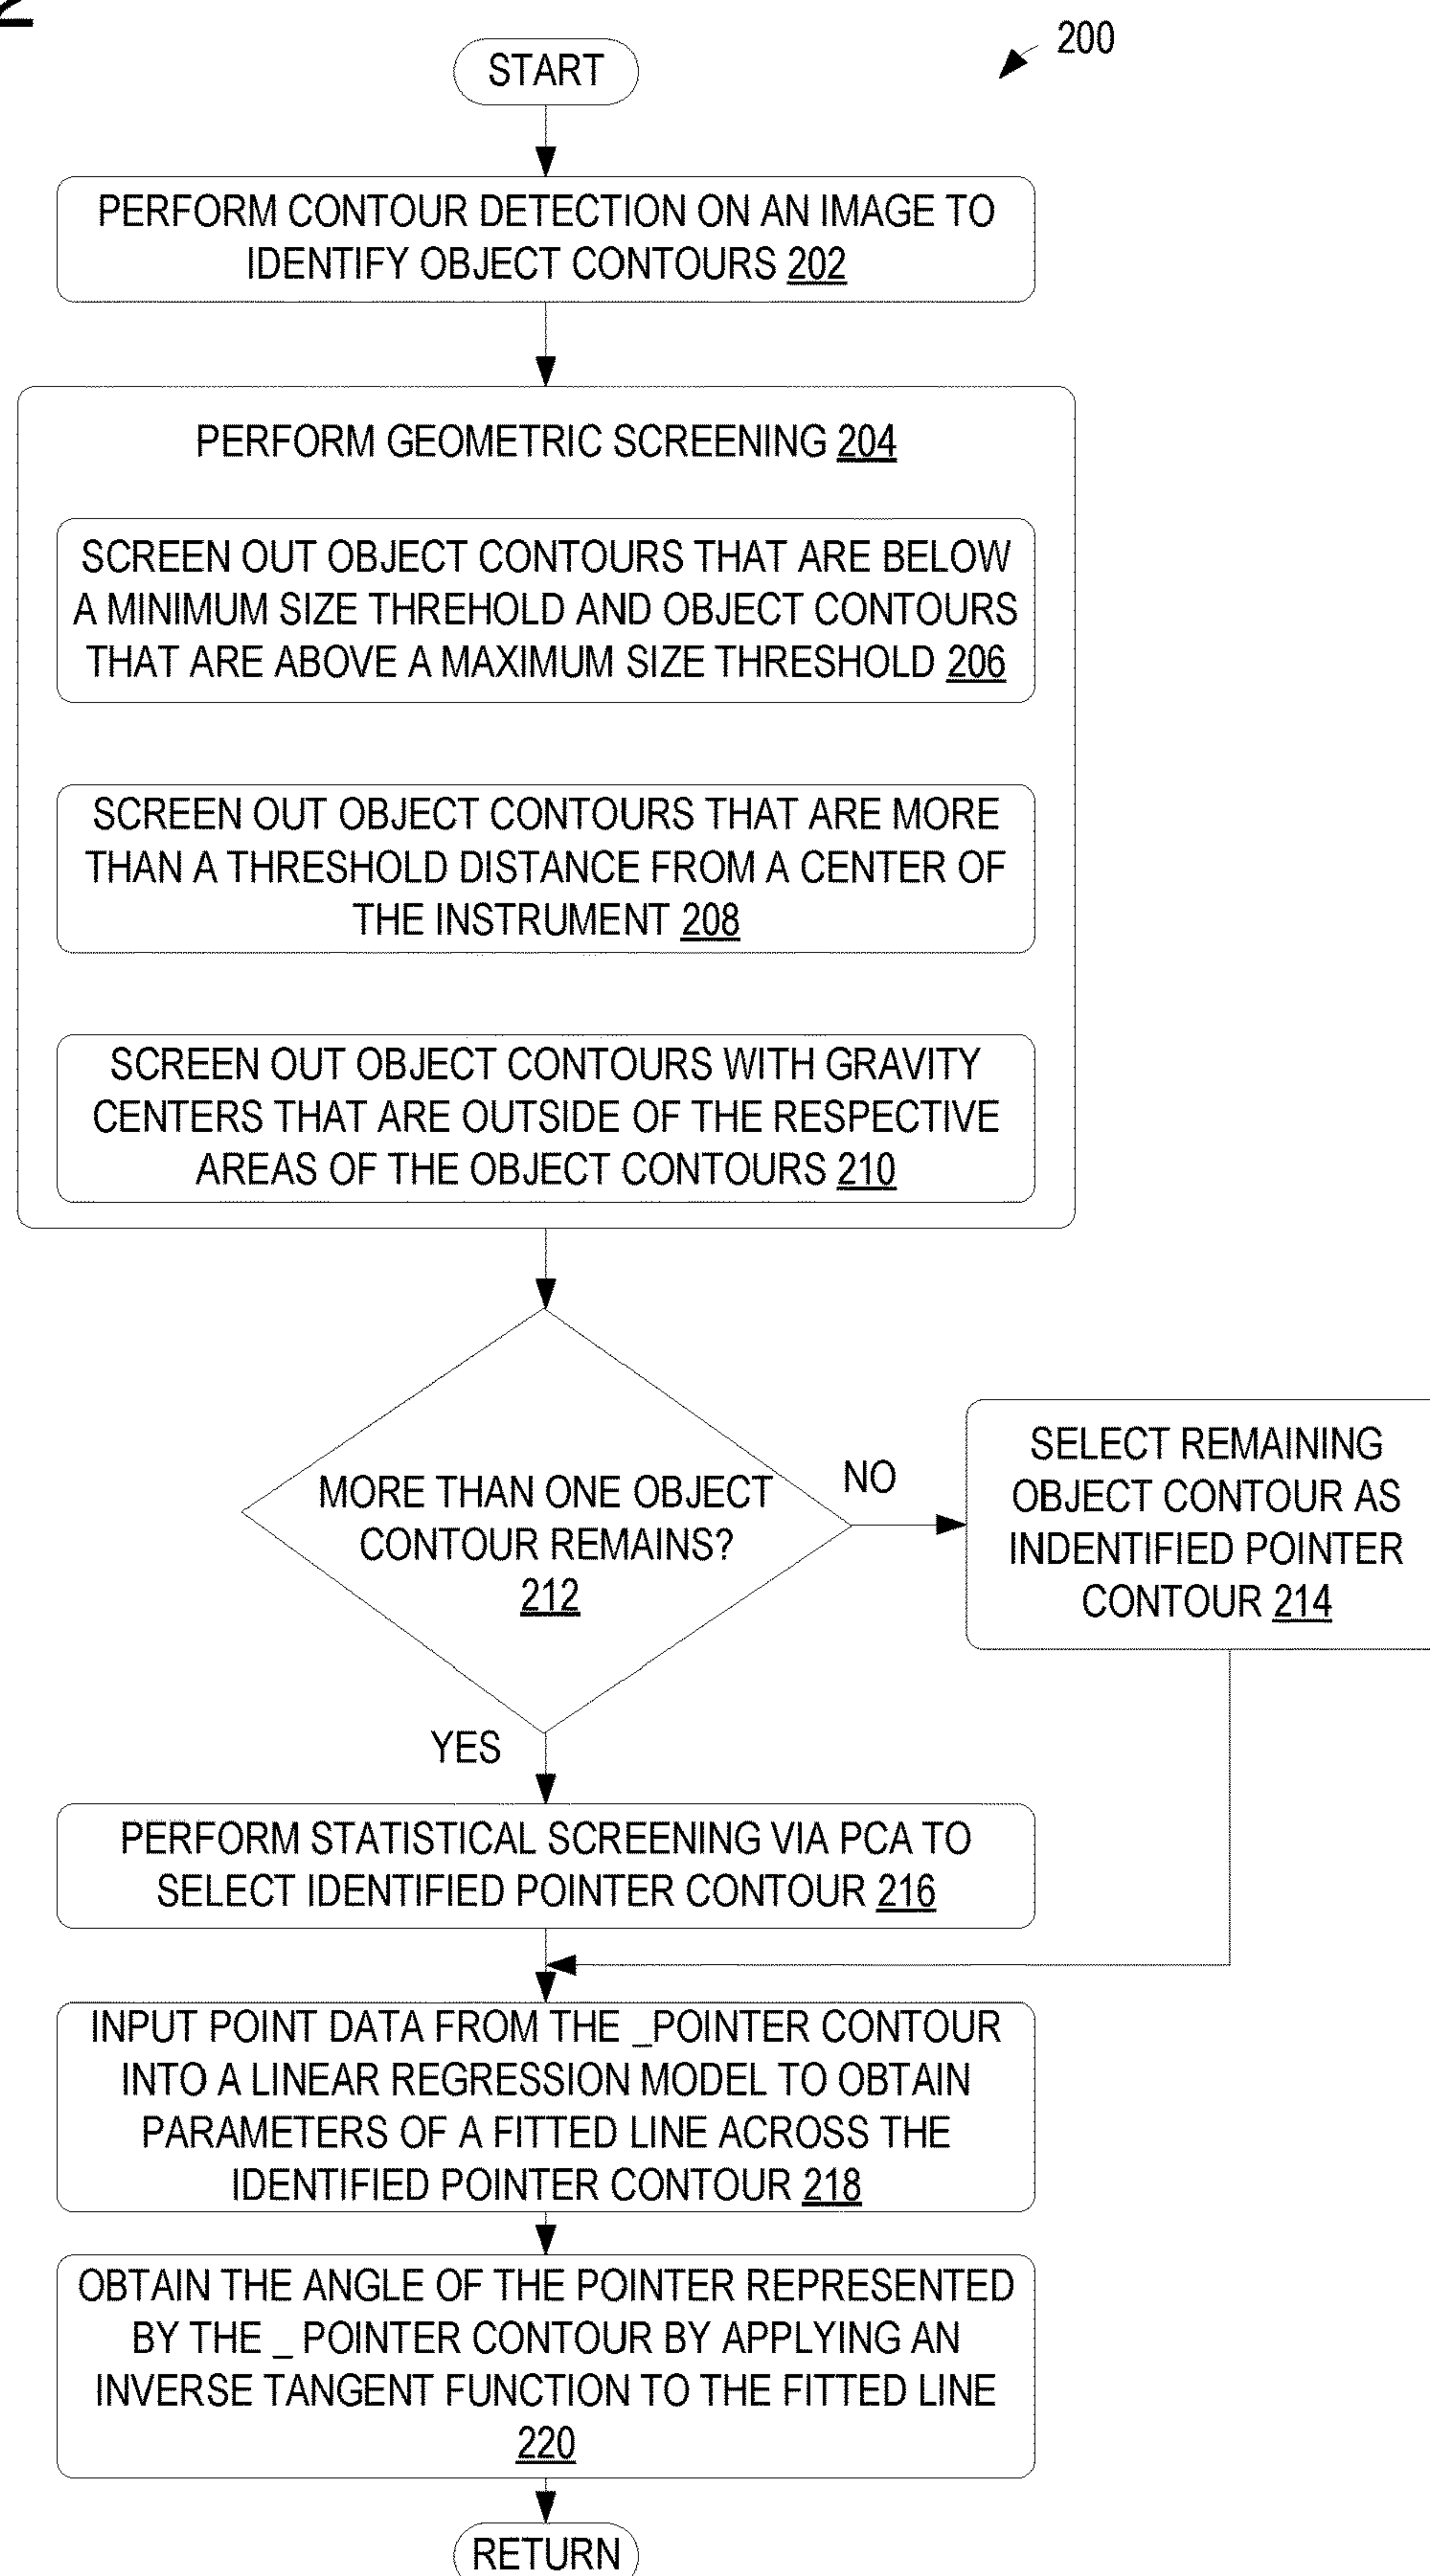 2
200
START
PERFORM CONTOUR DETECTION ON AN IMAGE TO
IDENTIFY OBJECT CONTOURS 202
PERFORM GEOMETRIC SCREENING 204
SCREEN OUT OBJECT CONTOURS THAT ARE BELOW
A MINIMUM SIZE THREHOLD AND OBJECT CONTOURS
THAT ARE ABOVE A MAXIMUM SIZE THRESHOLD 206
SCREEN OUT OBJECT CONTOURS THAT ARE MORE
THAN A THRESHOLD DISTANCE FROM A CENTER OF
THE INSTRUMENT 208
SCREEN OUT OBJECT CONTOURS WITH GRAVITY
CENTERS THAT ARE OUTSIDE OF THE RESPECTIVE
AREAS OF THE OBJECT CONTOURS 210
MORE THAN ONE OBJECT
CONTOUR REMAINS?
212
NO
SELECT REMAINING
OBJECT CONTOUR AS
INDENTIFIED POINTER
CONTOUR 214
YES
PERFORM STATISTICAL SCREENING VIA PCA TO
SELECT IDENTIFIED POINTER CONTOUR 216
INPUT POINT DATA FROM THE _POINTER CONTOUR
INTO A LINEAR REGRESSION MODEL TO OBTAIN
PARAMETERS OF A FITTED LINE ACROSS THE
IDENTIFIED POINTER CONTOUR 218
OBTAIN THE ANGLE OF THE POINTER REPRESENTED
BY THE _ POINTER CONTOUR BY APPLYING AN
INVERSE TANGENT FUNCTION TO THE FITTED LINE
220
RETURN